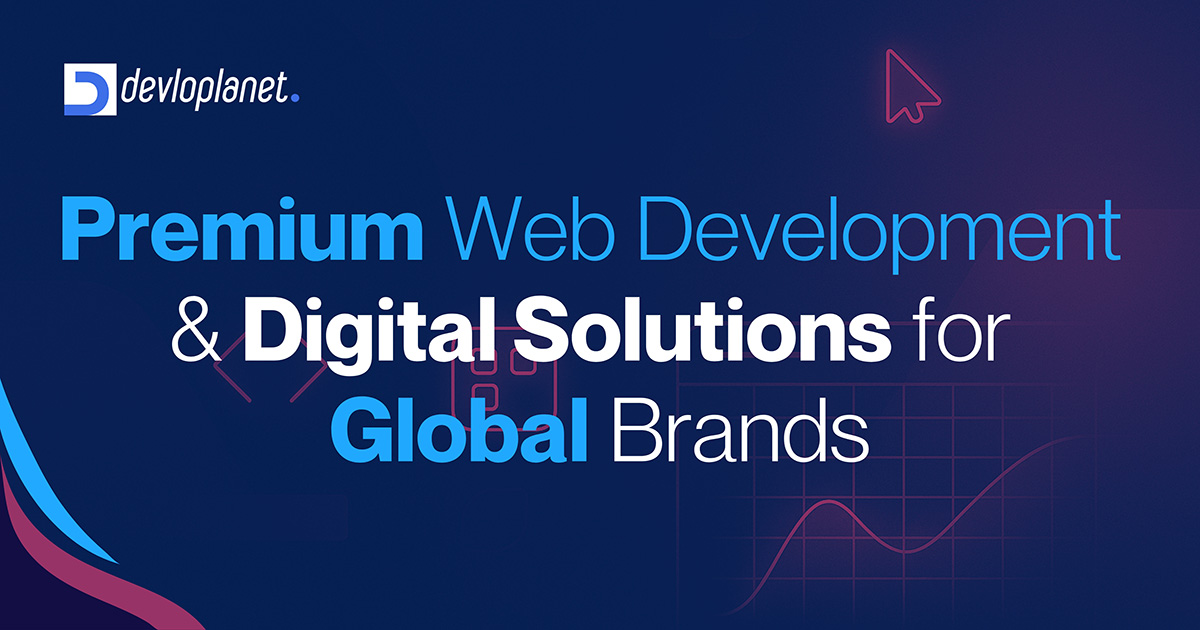 devloplanet.
Premium Web Development
& Digital Solutions for
Global Brands